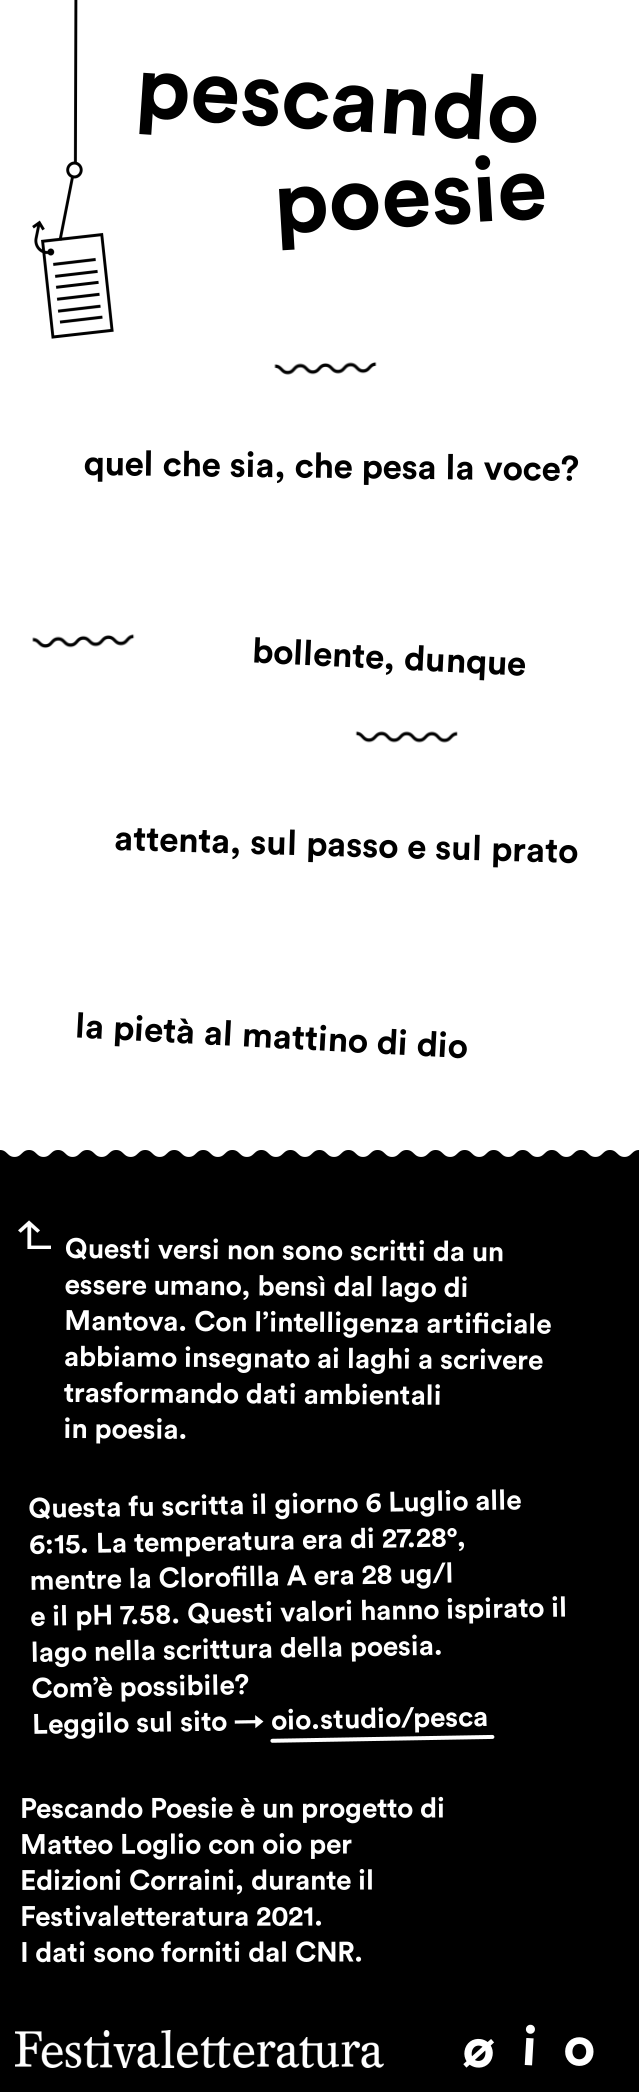 pescando
poesie
quel che sia, che pesa la voce?
bollente, dunque
attenta, sul passo e sul prato
la pietà al mattino di dio
Questi versi non sono scritti da un
essere umano, bensì dal lago di
Mantova. Con l’intelligenza artificiale
abbiamo insegnato ai laghi a scrivere
trasformando dati ambientali
in poesia.
Questa fu scritta il giorno 6 Luglio alle
6:15. La temperatura era di 27.28°,
mentre la Clorofilla A era 28 ug/l
e il pH 7.58. Questi valori hanno ispirato il
lago nella scrittura della poesia.
Com’è possibile?
Leggilo sul sito → oio.studio/pesca
Pescando Poesie è un progetto di
Matteo Loglio con oio per
Edizioni Corraini, durante il
Festivaletteratura 2021.
I dati sono forniti dal CNR.
Festivaletteratura ø i o